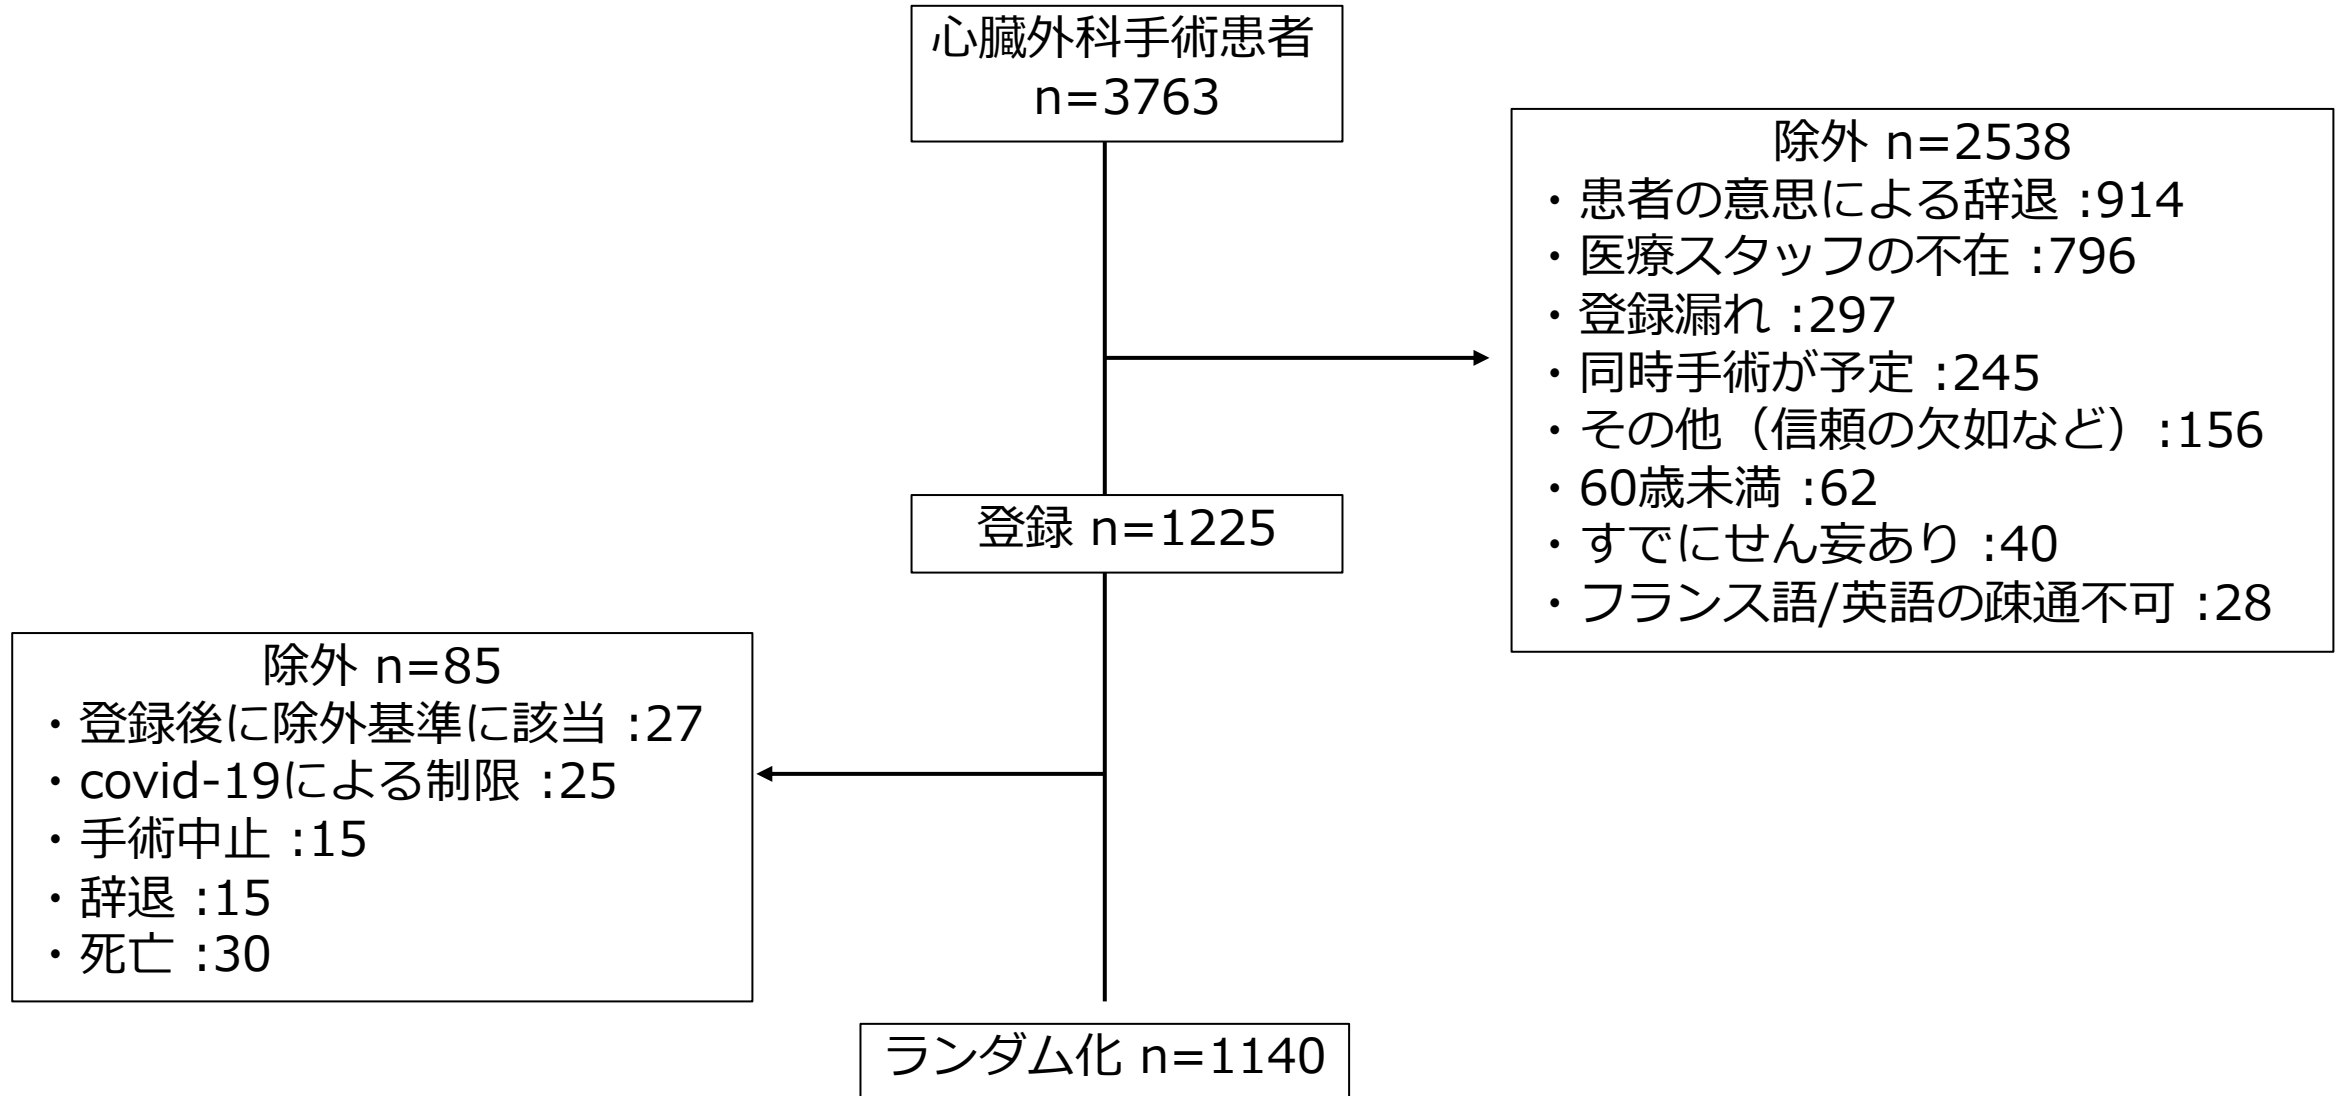 心臓外科手術患者
n=3763
除外 n=2538
・患者の意思による辞退 :914
・医療スタッフの不在 :796
・登録漏れ :297
・同時手術が予定 :245
・その他（信頼の欠如など）:156
・60歳未満 :62
・すでにせん妄あり :40
・フランス語/英語の疎通不可 :28
登録 n=1225
除外 n=85
・登録後に除外基準に該当 :27
・covid-19による制限 :25
・手術中止 :15
・辞退 :15
・死亡 :30
ランダム化 n=1140